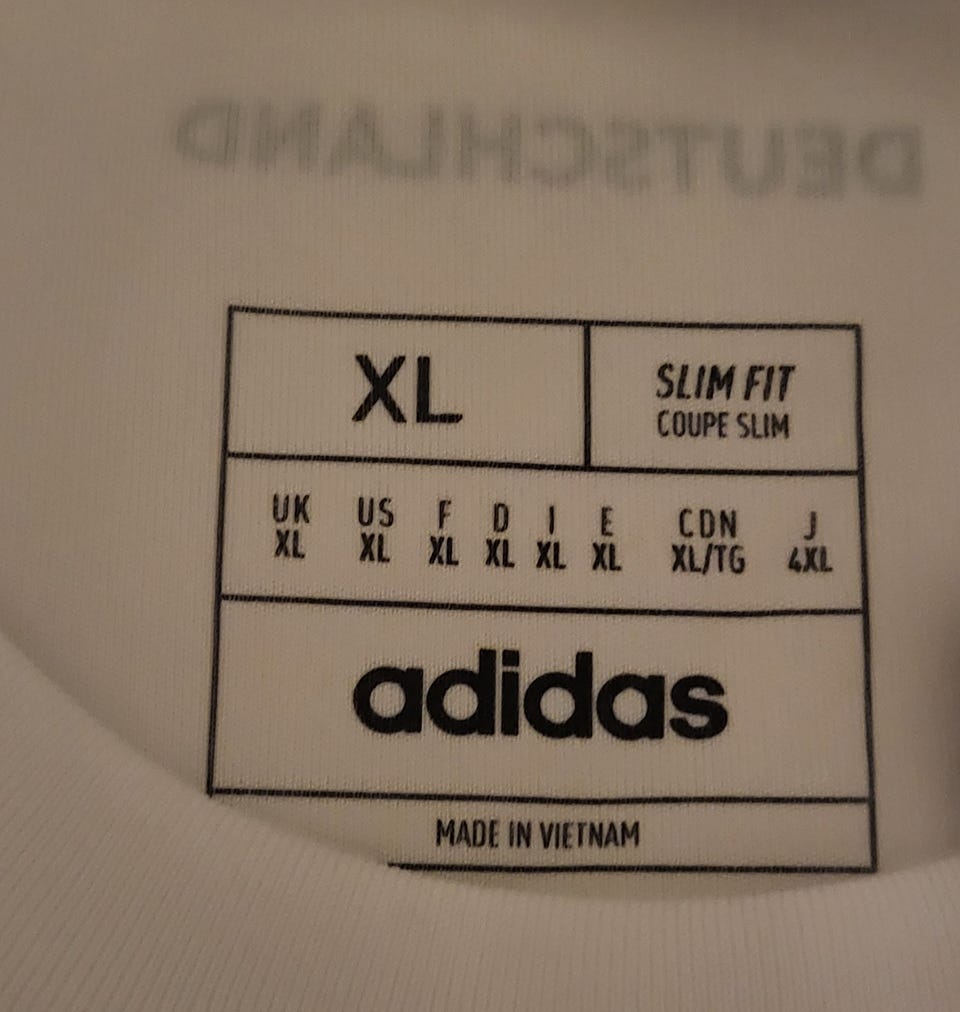 DEUTSCHLAND
XL
SLIM FIT
COUPE SLIM
UK US F D I E CDN J
XL XL XL XL XL XL XL/TG 4XL
adidas
MADE IN VIETNAM